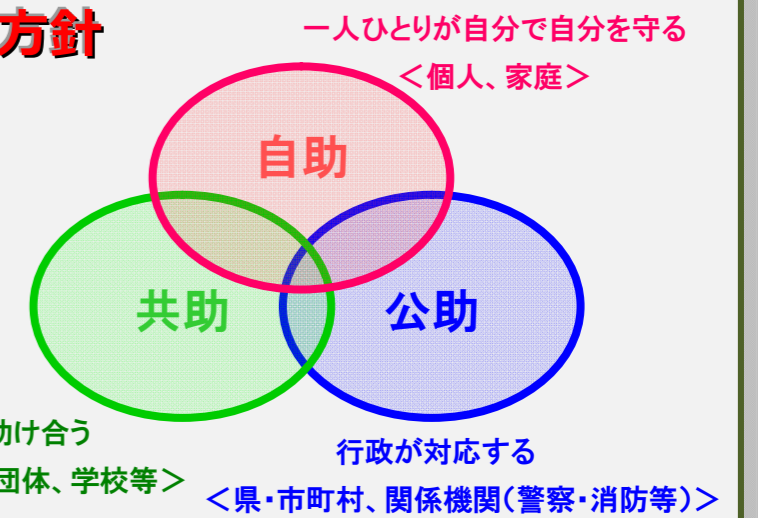 方針
一人ひとりが自分で自分を守る
＜個人、家庭＞
自助
共助
公助
助け合う
団体、学校等＞
行政が対応する
＜県・市町村、関係機関（警察・消防等）＞